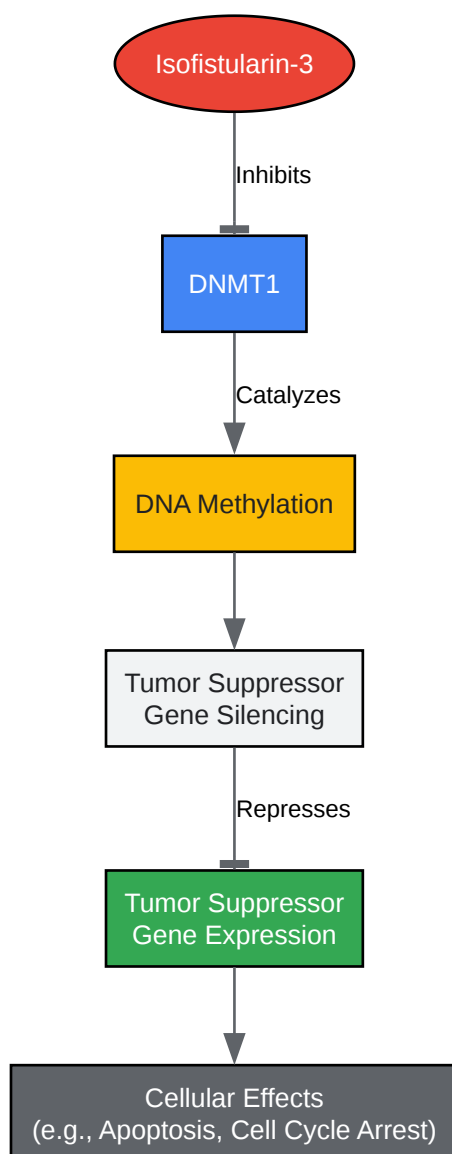 Isofistularin-3
Inhibits
DNMT1
Catalyzes
DNA Methylation
Tumor Suppressor
Gene Silencing
Represses
Tumor Suppressor
Gene Expression
Cellular Effects
(e.g., Apoptosis, Cell Cycle Arrest)